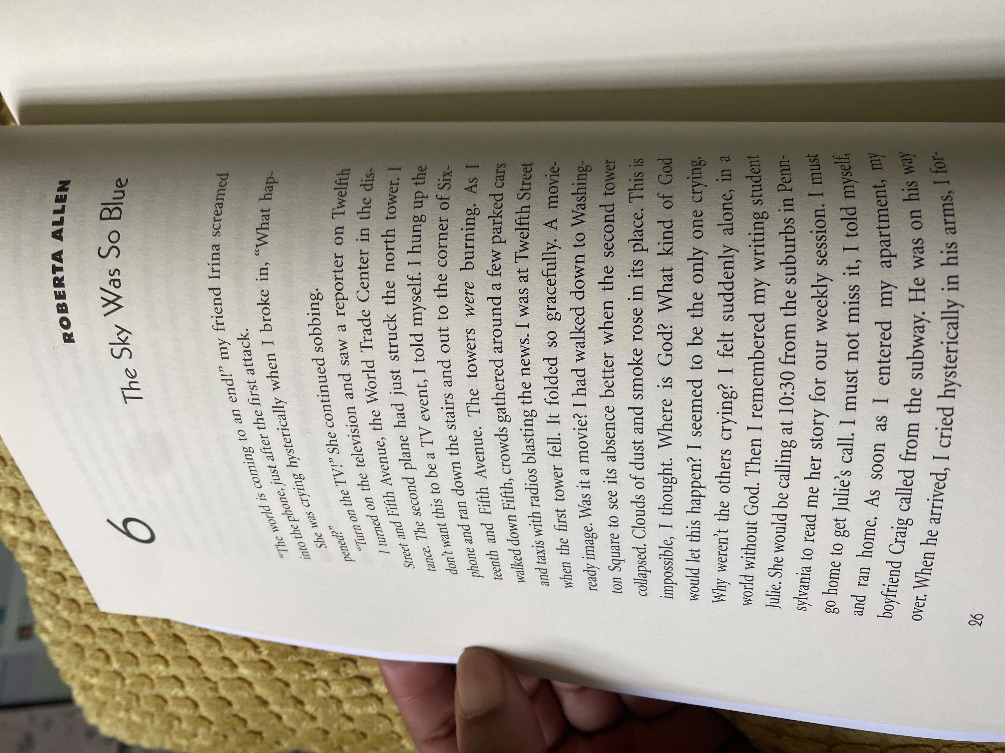 ROBERTA ALLEN
6 The Sky Was So Blue
“The world is coming to an end!” my friend Irina screamed
into the phone, just after the first attack.
“She was crying hysterically when I broke in, “What hap-
pened?”
“Turn on the TV!” She continued sobbing.
I turned on the television and saw a reporter on Twelfth
Street and Fifth Avenue, the World Trade Center in the dis-
tance. The second plane had just struck the north tower. I
don’t want this to be a TV event, I told myself. I hung up the
phone and ran down the stairs and out to the corner of Six-
teenth and Fifth Avenue. The towers were burning. As I
walked down Fifth, crowds gathered around a few parked cars
and taxis with radios blasting the news. I was at Twelfth Street
when the first tower fell. It folded so gracefully. A movie-
ready image. Was it a movie? I had walked down to Washing-
ton Square to see its absence better when the second tower
collapsed. Clouds of dust and smoke rose in its place. This is
impossible, I thought. Where is God? What kind of God
would let this happen? I seemed to be the only one crying.
Why weren’t the others crying? I felt suddenly alone, in a
world without God. Then I remembered my writing student
Julie. She would be calling at 10:30 from the suburbs in Penn-
sylvania to read me her story for our weekly session. I must
go home to get Julie’s call. I must not miss it, I told myself,
and ran home. As soon as I entered my apartment, my
boyfriend Craig called from the subway. He was on his way
over. When he arrived, I cried hysterically in his arms, I for-
26